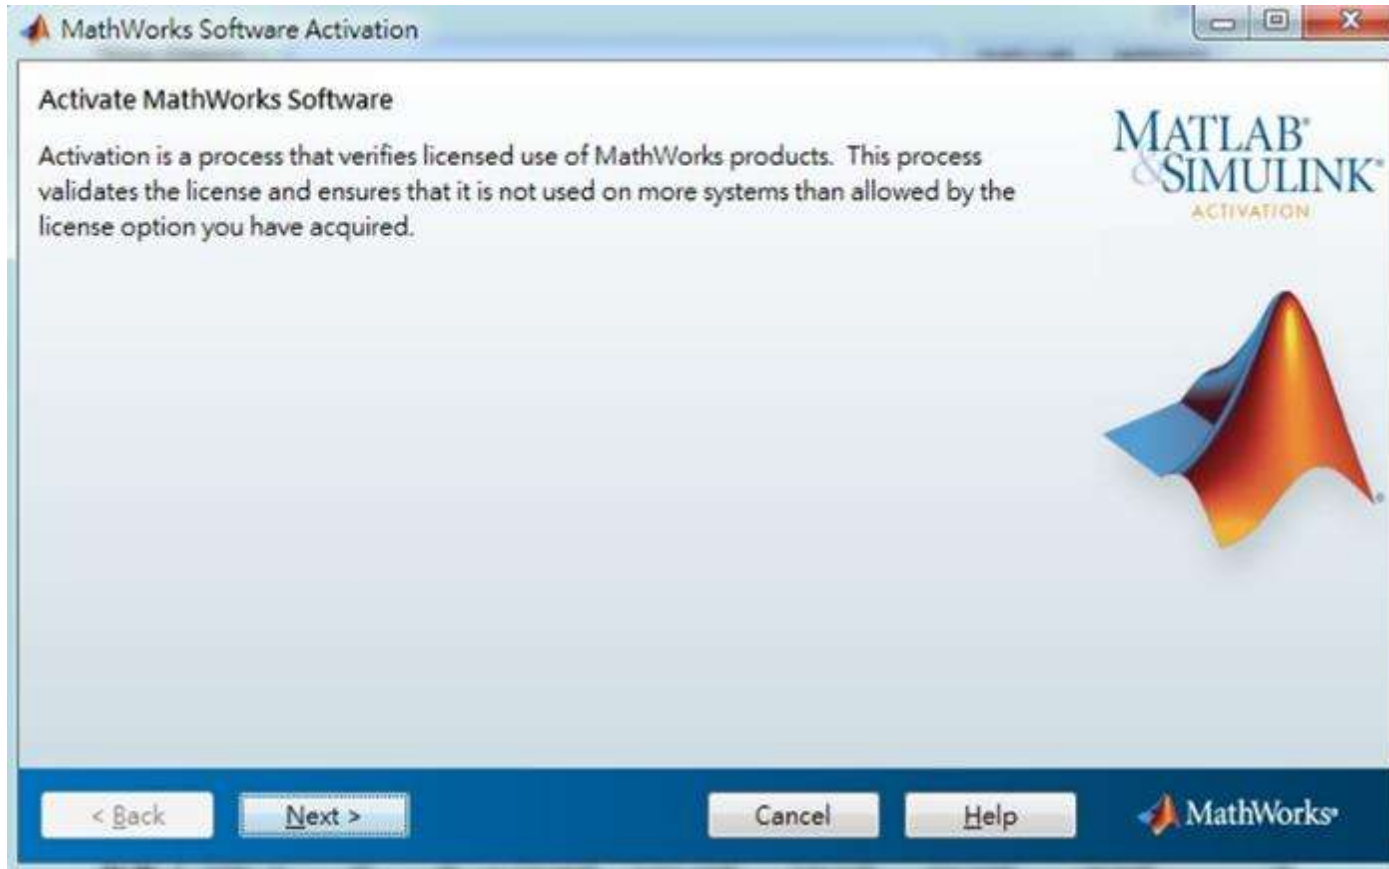 MathWorks Software Activation
Activate MathWorks Software
Activation is a process that verifies licensed use of MathWorks products. This process
validates the license and ensures that it is not used on more systems than allowed by the
license option you have acquired.
MATLAB®
&SIMULINK®
ACTIVATION
< Back
Next >
Cancel
Help
MathWorks®